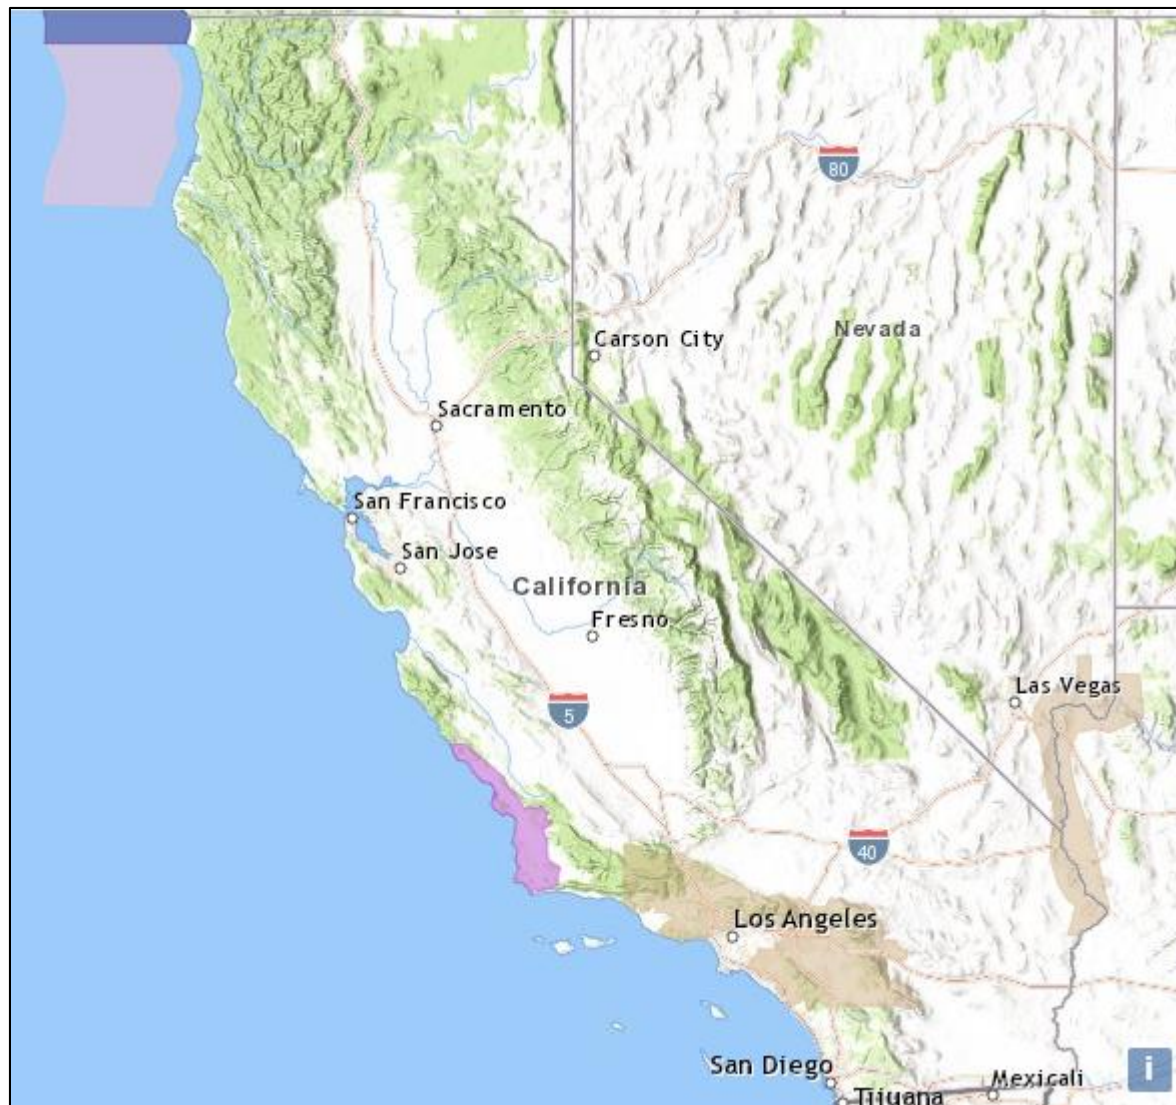 80
Nevada
Carson City
Sacramento
San Francisco
San Jose
California
Fresno
Las Vegas
5
40
Los Angeles
San Diego
i
Mexicali
Tijuana